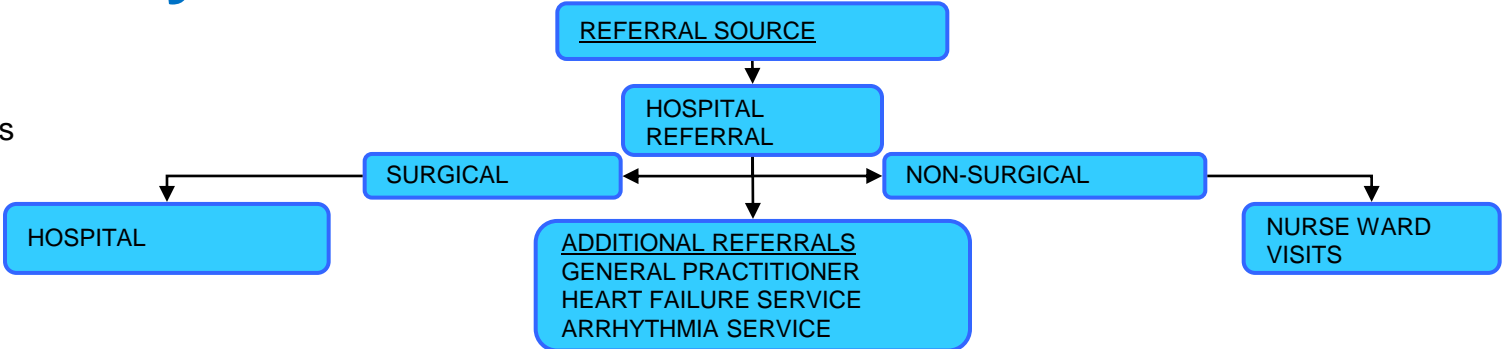 REFERRAL SOURCE
HOSPITAL
REFERRAL
s
SURGICAL
NON-SURGICAL
HOSPITAL
NURSE WARD
VISITS
ADDITIONAL REFERRALS
GENERAL PRACTITIONER
HEART FAILURE SERVICE
ARRHYTHMIA SERVICE